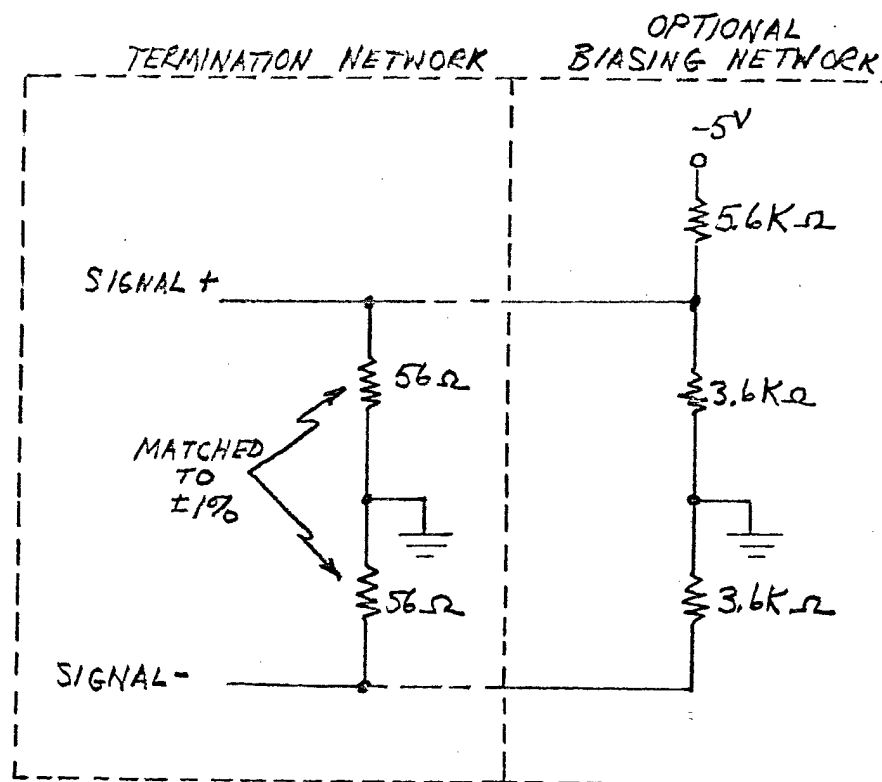 TERMINATION NETWORK
OPTIONAL
BIASING NETWORK
-5V
5.6KΩ
SIGNAL +
56Ω
3.6KΩ
MATCHED
TO
±1%
56Ω
3.6KΩ
SIGNAL -